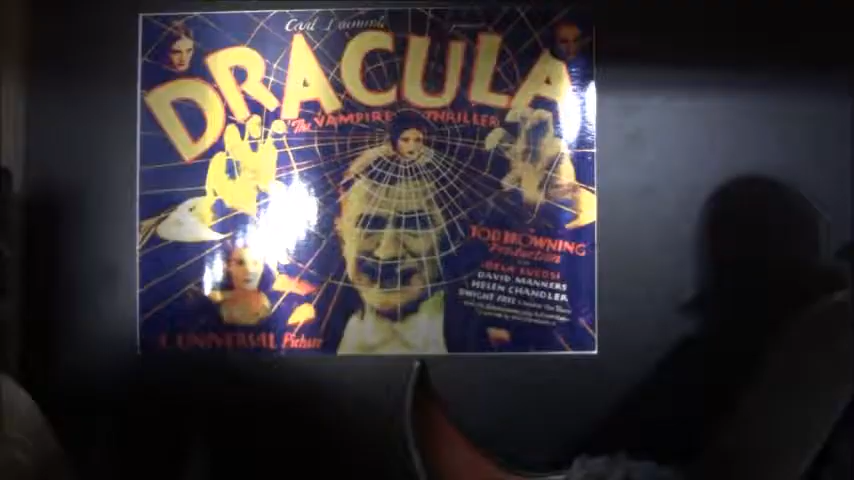 Carl Laemmle presents
DRACULA
The VAMPIRE THRILLER
A TOD BROWNING
Production
BELA LUGOSI
DAVID MANNERS
HELEN CHANDLER
DWIGHT FRYE
A UNIVERSAL Picture